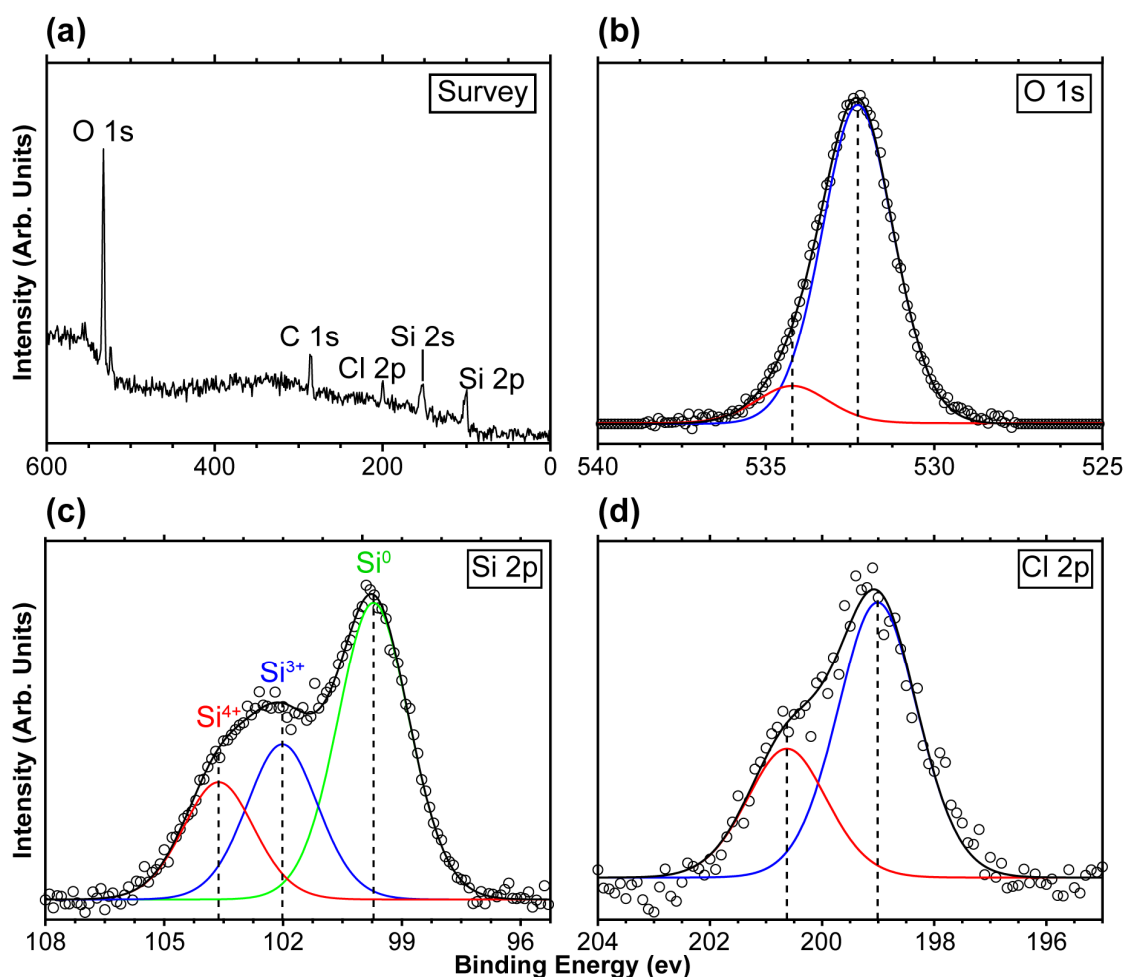 (a)
Survey
O 1s
C 1s
Cl 2p
Si 2s
Si 2p
600
400
200
0
Intensity (Arb. Units)
(b)
O 1s
540
535
530
525
(c)
Si 2p
Si⁴⁺
Si³⁺
Si⁰
108
105
102
99
96
Intensity (Arb. Units)
(d)
Cl 2p
204
202
200
198
196
Binding Energy (ev)